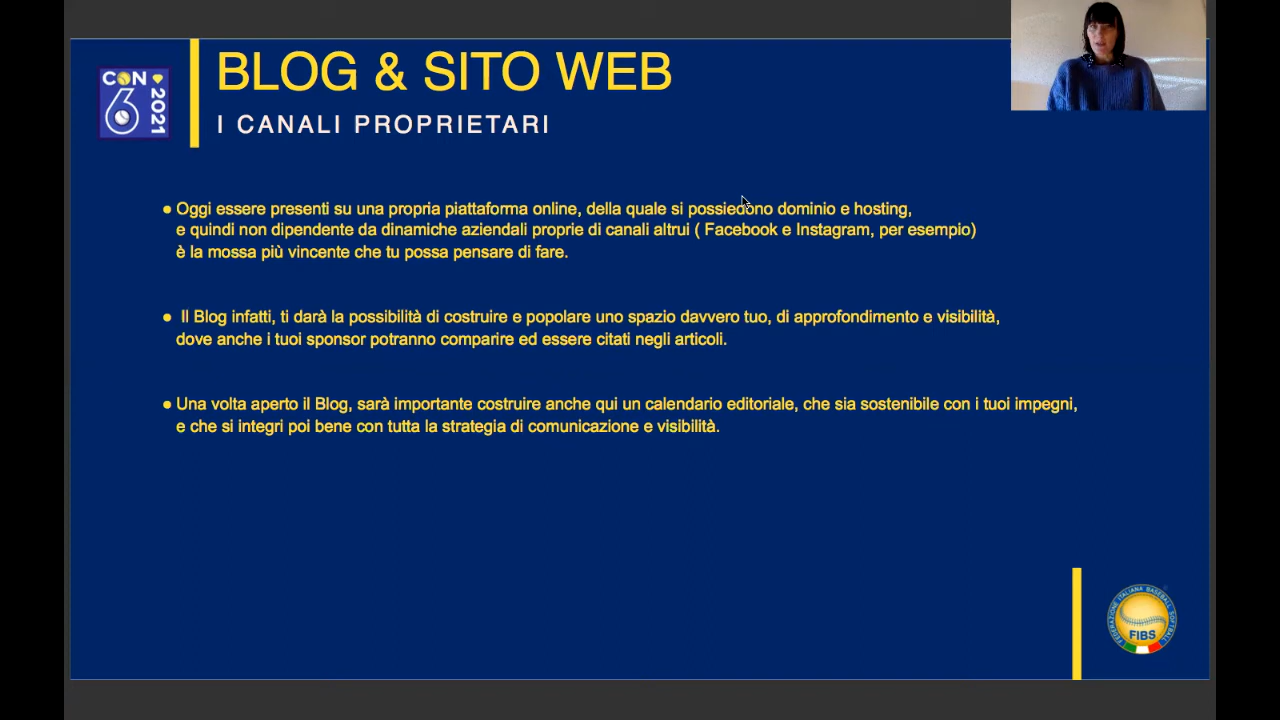 CON
6
2021
BLOG & SITO WEB
I CANALI PROPRIETARI
Oggi essere presenti su una propria piattaforma online, della quale si possiedono dominio e hosting,
e quindi non dipendente da dinamiche aziendali proprie di canali altrui ( Facebook e Instagram, per esempio)
è la mossa più vincente che tu possa pensare di fare.
Il Blog infatti, ti darà la possibilità di costruire e popolare uno spazio davvero tuo, di approfondimento e visibilità,
dove anche i tuoi sponsor potranno comparire ed essere citati negli articoli.
Una volta aperto il Blog, sarà importante costruire anche qui un calendario editoriale, che sia sostenibile con i tuoi impegni,
e che si integri poi bene con tutta la strategia di comunicazione e visibilità.
FEDERAZIONE ITALIANA BASEBALL SOFTBALL
FIBS